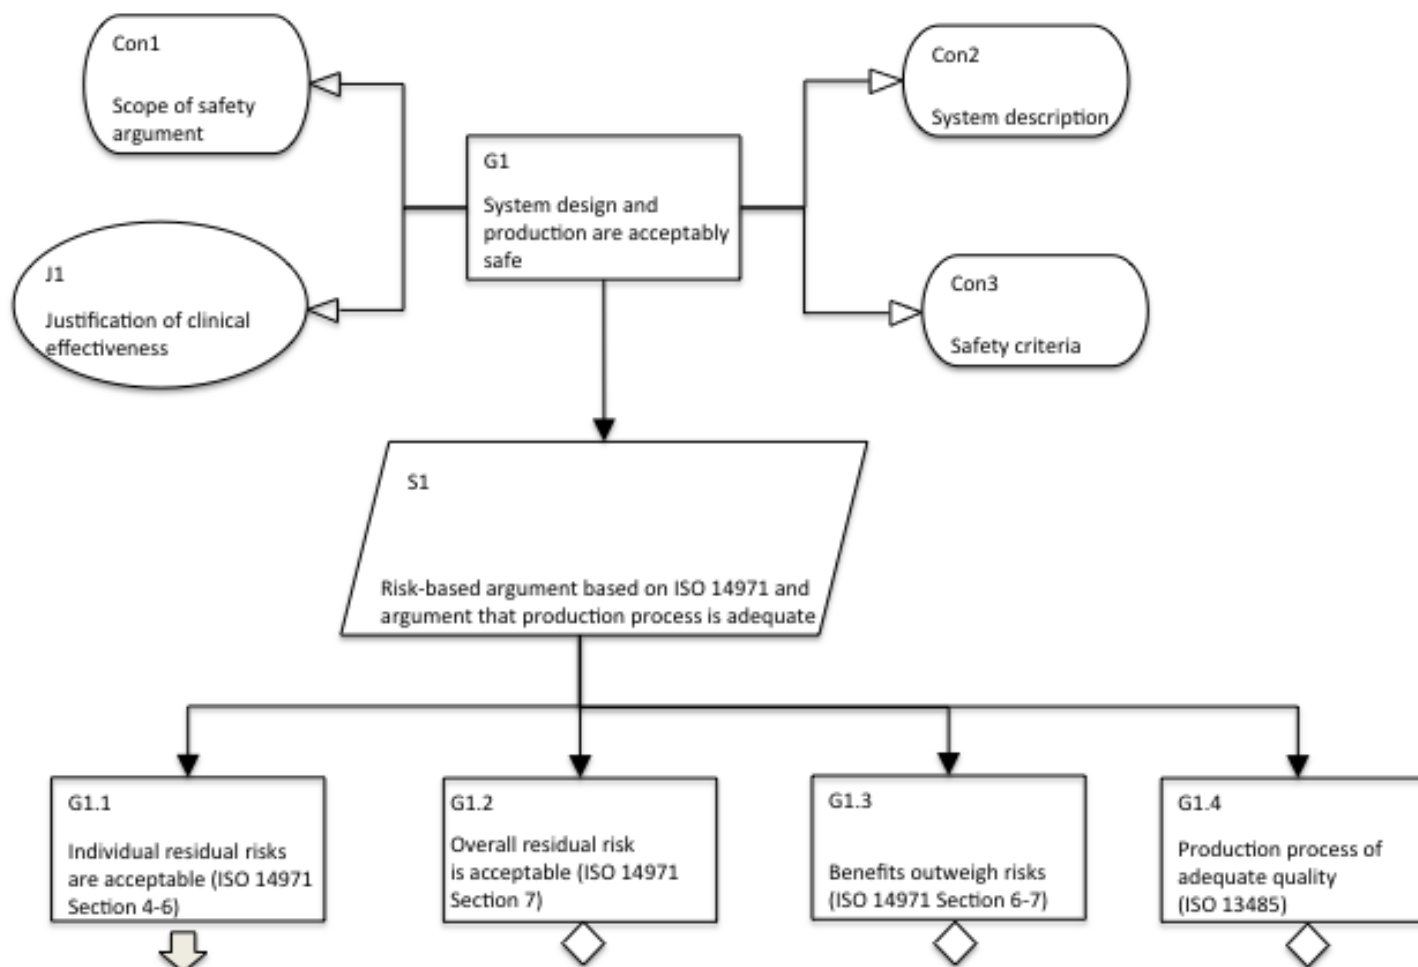 Con1
Scope of safety
argument
Con2
System description
G1
System design and
production are acceptably
safe
J1
Justification of clinical
effectiveness
Con3
Safety criteria
S1
Risk-based argument based on ISO 14971 and
argument that production process is adequate
G1.1
Individual residual risks
are acceptable (ISO 14971
Section 4-6)
G1.2
Overall residual risk
is acceptable (ISO 14971
Section 7)
G1.3
Benefits outweigh risks
(ISO 14971 Section 6-7)
G1.4
Production process of
adequate quality
(ISO 13485)